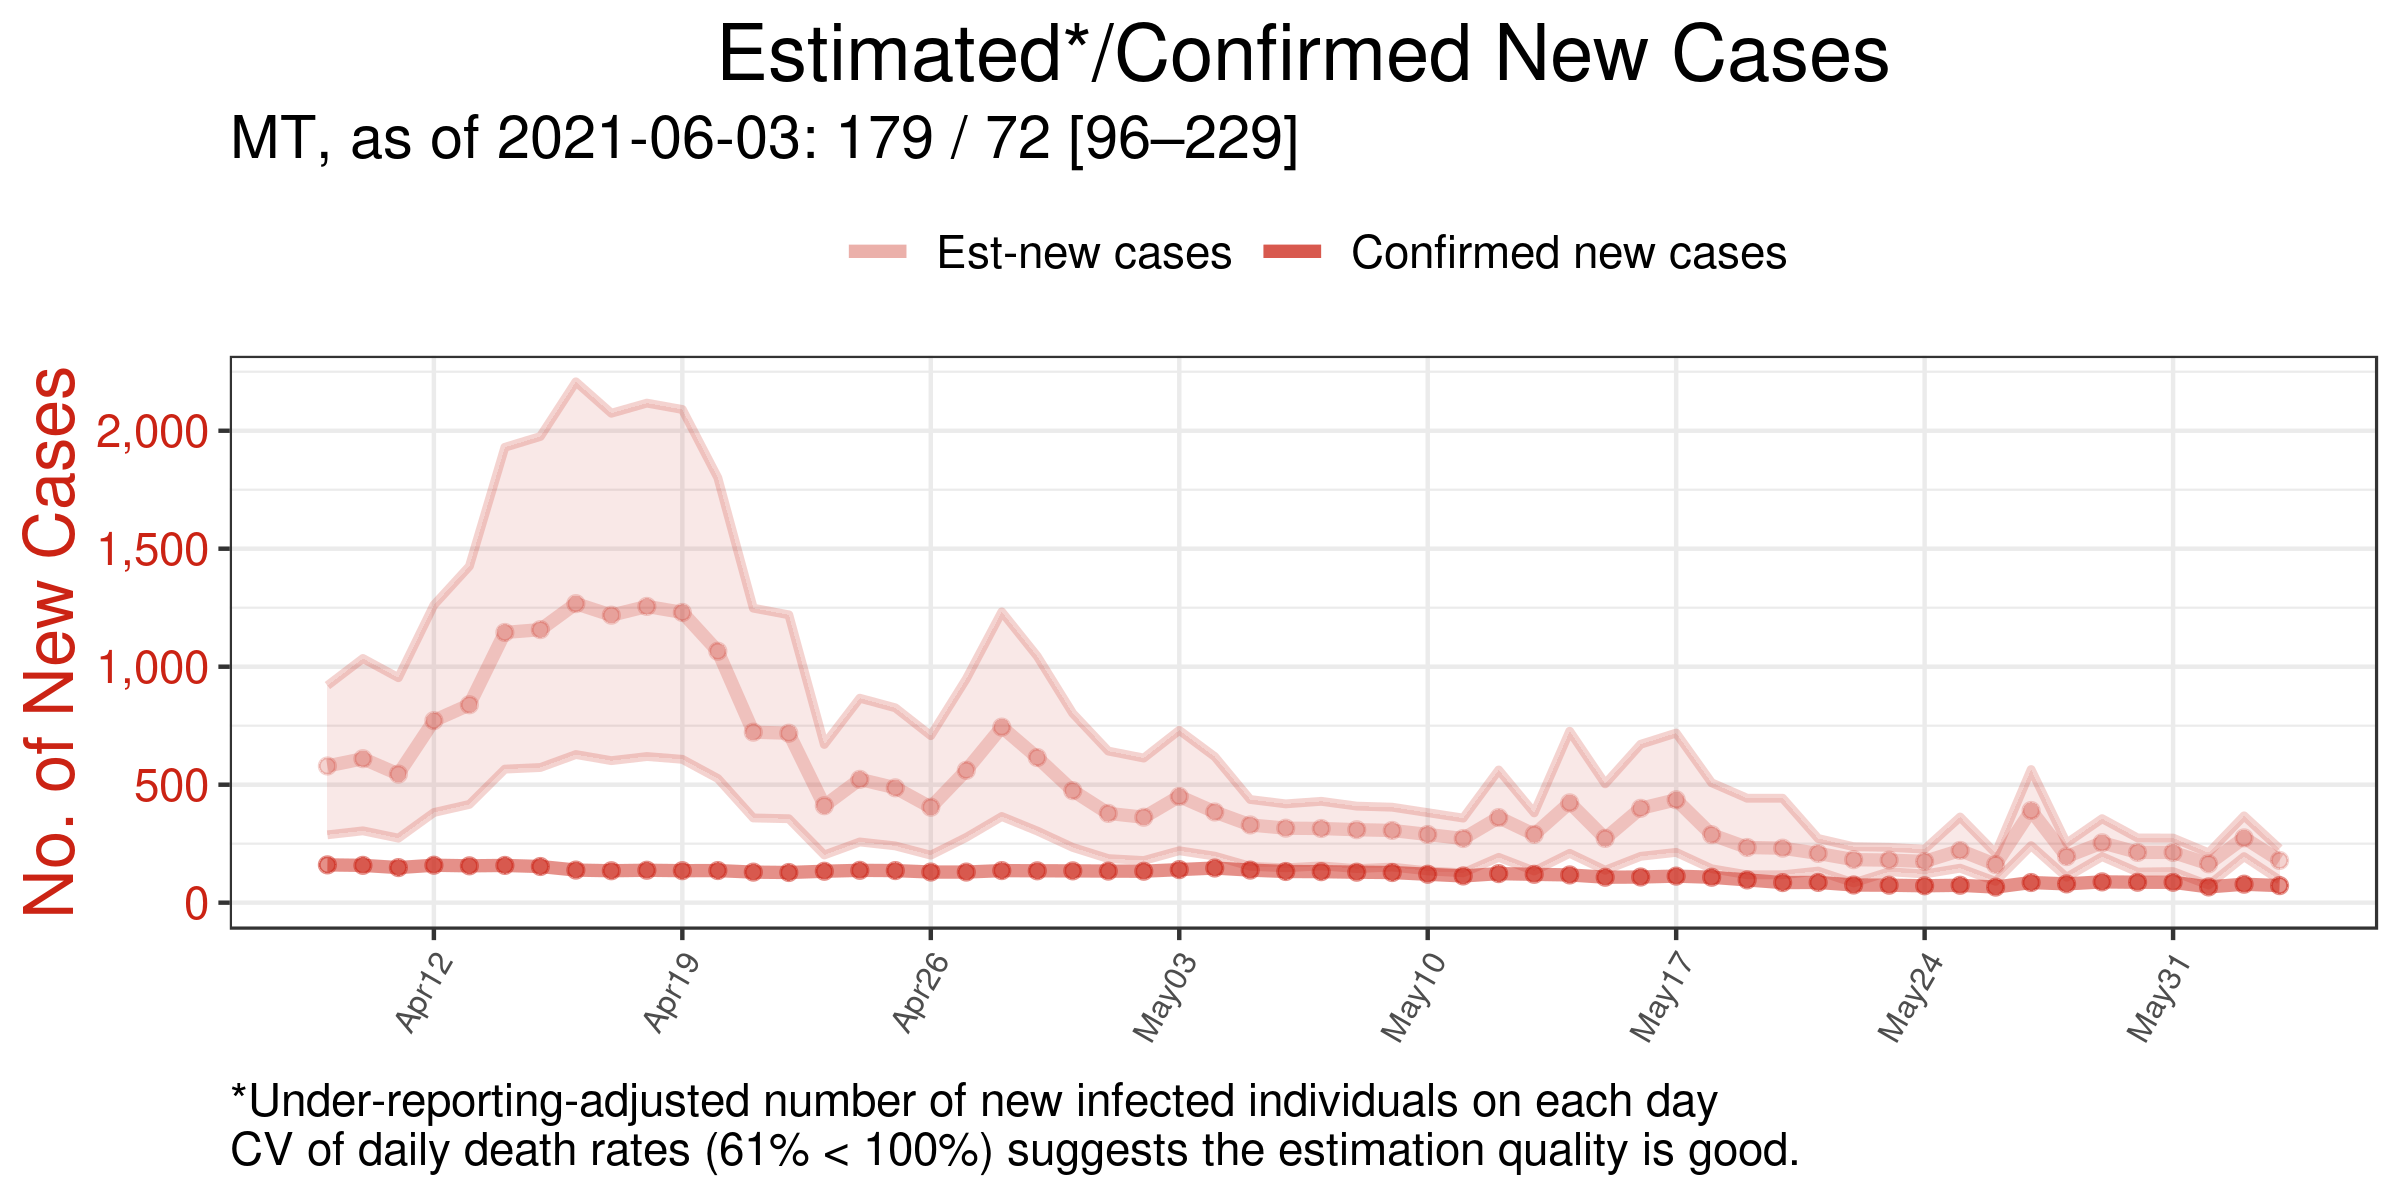 Estimated*/Confirmed New Cases
MT, as of 2021-06-03: 179 / 72 [96–229]
Est-new cases Confirmed new cases
No. of New Cases
2,000
1,500
1,000
500
0
Apr12 Apr19 Apr26 May03 May10 May17 May24 May31
*Under-reporting-adjusted number of new infected individuals on each day
CV of daily death rates (61% < 100%) suggests the estimation quality is good.